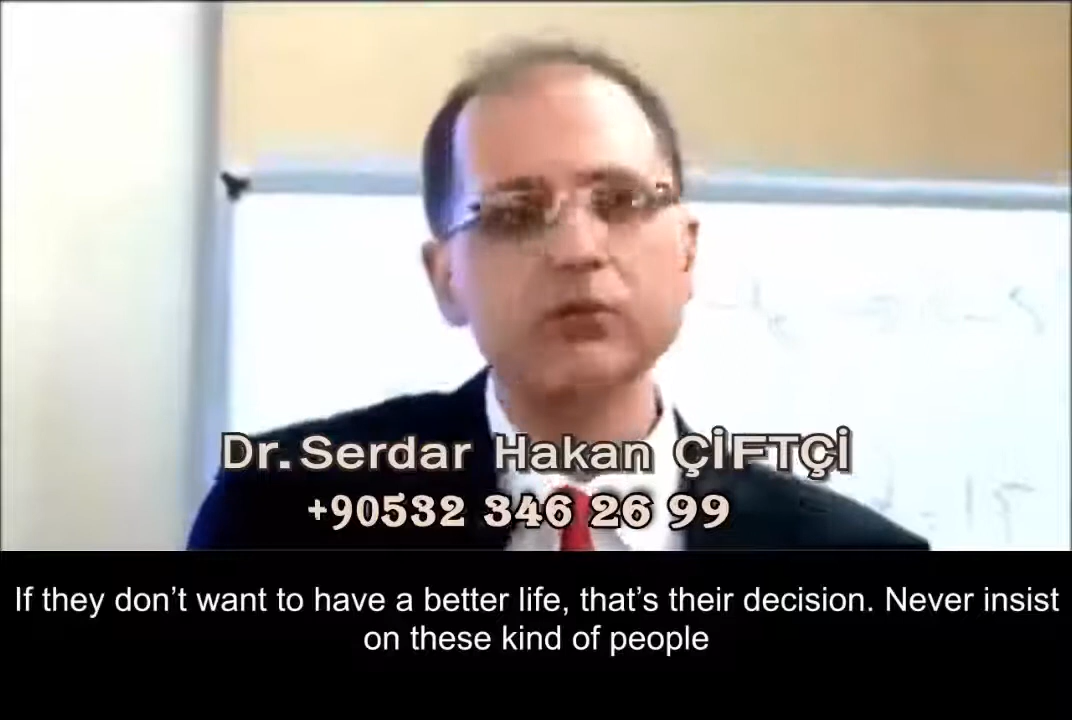 Dr. Serdar Hakan ÇİFTÇİ
+90532 346 26 99
If they don’t want to have a better life, that’s their decision. Never insist
on these kind of people